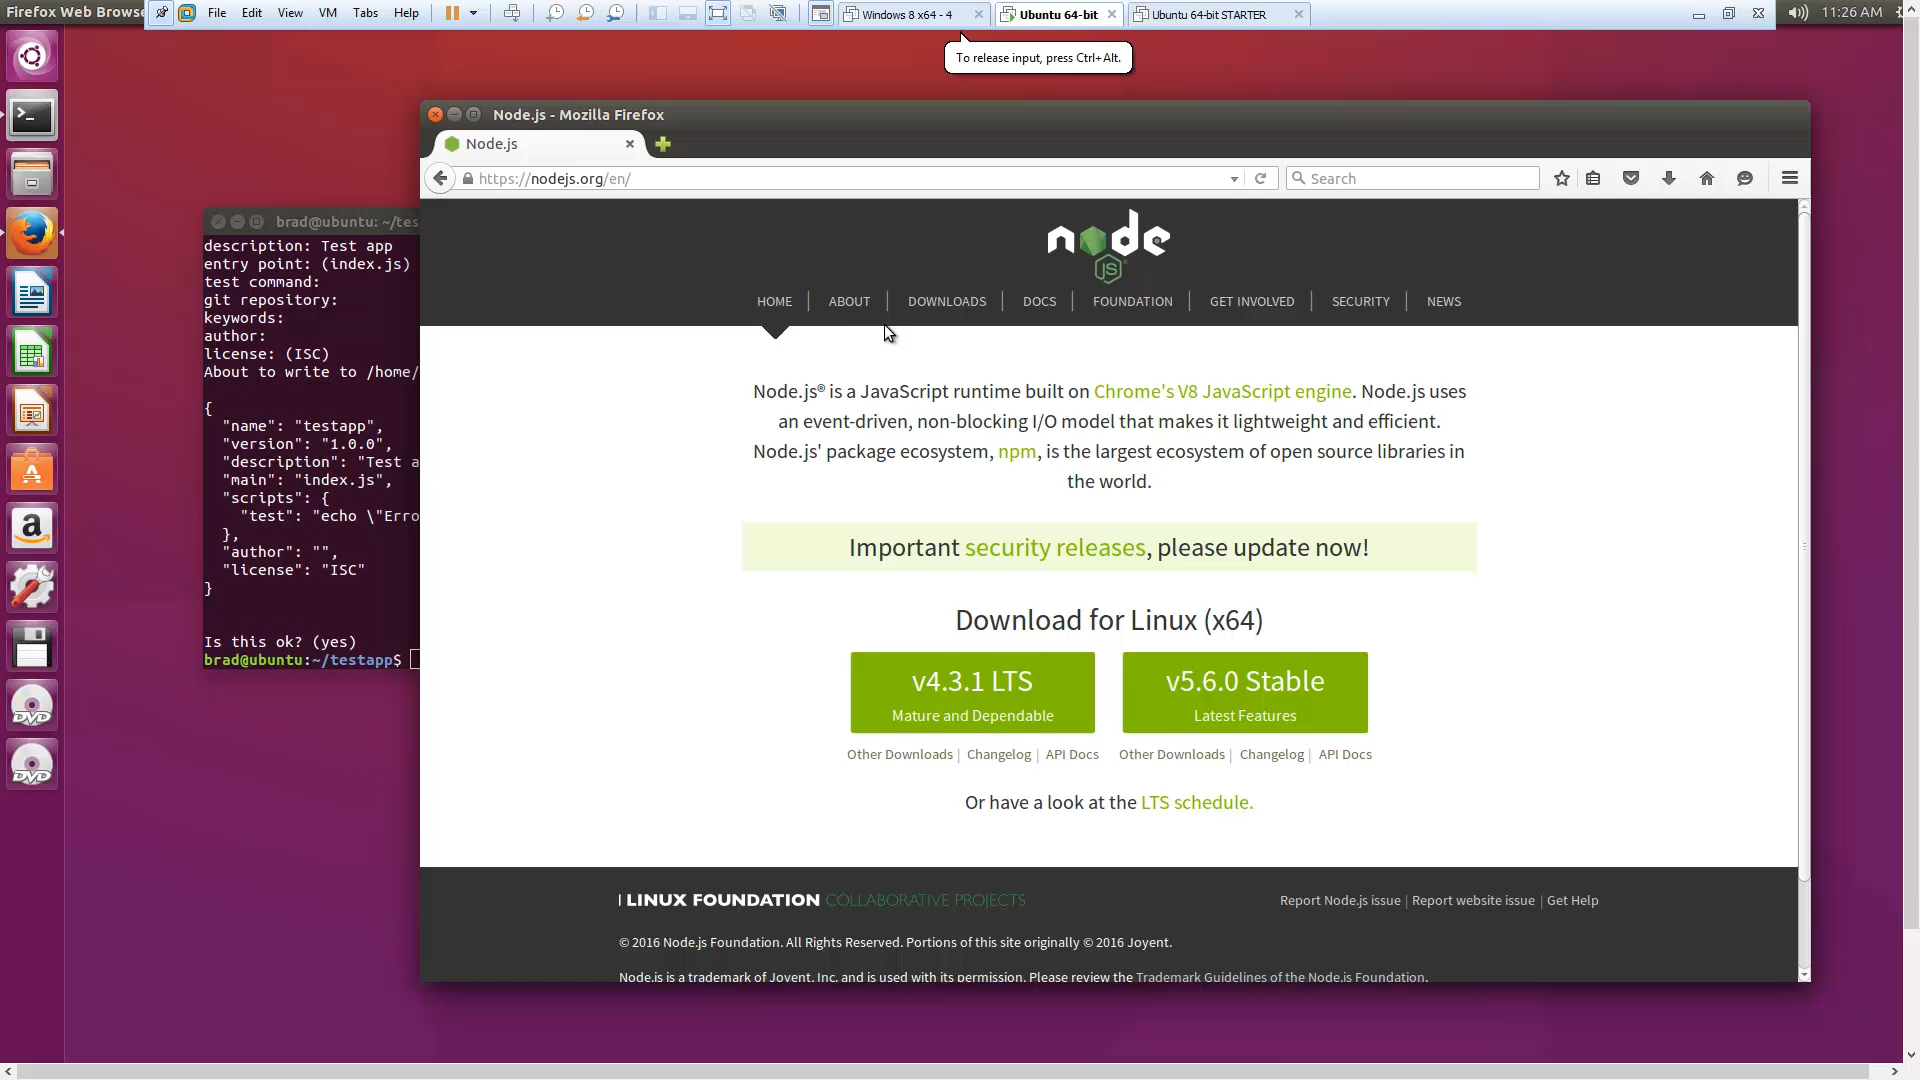 Firefox Web Browse
File Edit View VM Tabs Help
Windows 8 x64 - 4
Ubuntu 64-bit
Ubuntu 64-bit STARTER
11:26 AM
To release input, press Ctrl+Alt.
Node.js - Mozilla Firefox
Node.js
https://nodejs.org/en/
Search
brad@ubuntu: ~/tes
description: Test app
entry point: (index.js)
test command:
git repository:
keywords:
author:
license: (ISC)
About to write to /home/
{
"name": "testapp",
"version": "1.0.0",
"description": "Test a
"main": "index.js",
"scripts": {
"test": "echo \"Erro
},
"author": "",
"license": "ISC"
}
Is this ok? (yes)
brad@ubuntu:~/testapp$
node
JS
HOME | ABOUT | DOWNLOADS | DOCS | FOUNDATION | GET INVOLVED | SECURITY | NEWS
Node.js® is a JavaScript runtime built on Chrome's V8 JavaScript engine. Node.js uses
an event-driven, non-blocking I/O model that makes it lightweight and efficient.
Node.js' package ecosystem, npm, is the largest ecosystem of open source libraries in
the world.
Important security releases, please update now!
Download for Linux (x64)
v4.3.1 LTS
Mature and Dependable
v5.6.0 Stable
Latest Features
Other Downloads | Changelog | API Docs
Other Downloads | Changelog | API Docs
Or have a look at the LTS schedule.
LINUX FOUNDATION COLLABORATIVE PROJECTS
Report Node.js issue | Report website issue | Get Help
© 2016 Node.js Foundation. All Rights Reserved. Portions of this site originally © 2016 Joyent.
Node.js is a trademark of Joyent, Inc. and is used with its permission. Please review the Trademark Guidelines of the Node.js Foundation.
DVD
DVD